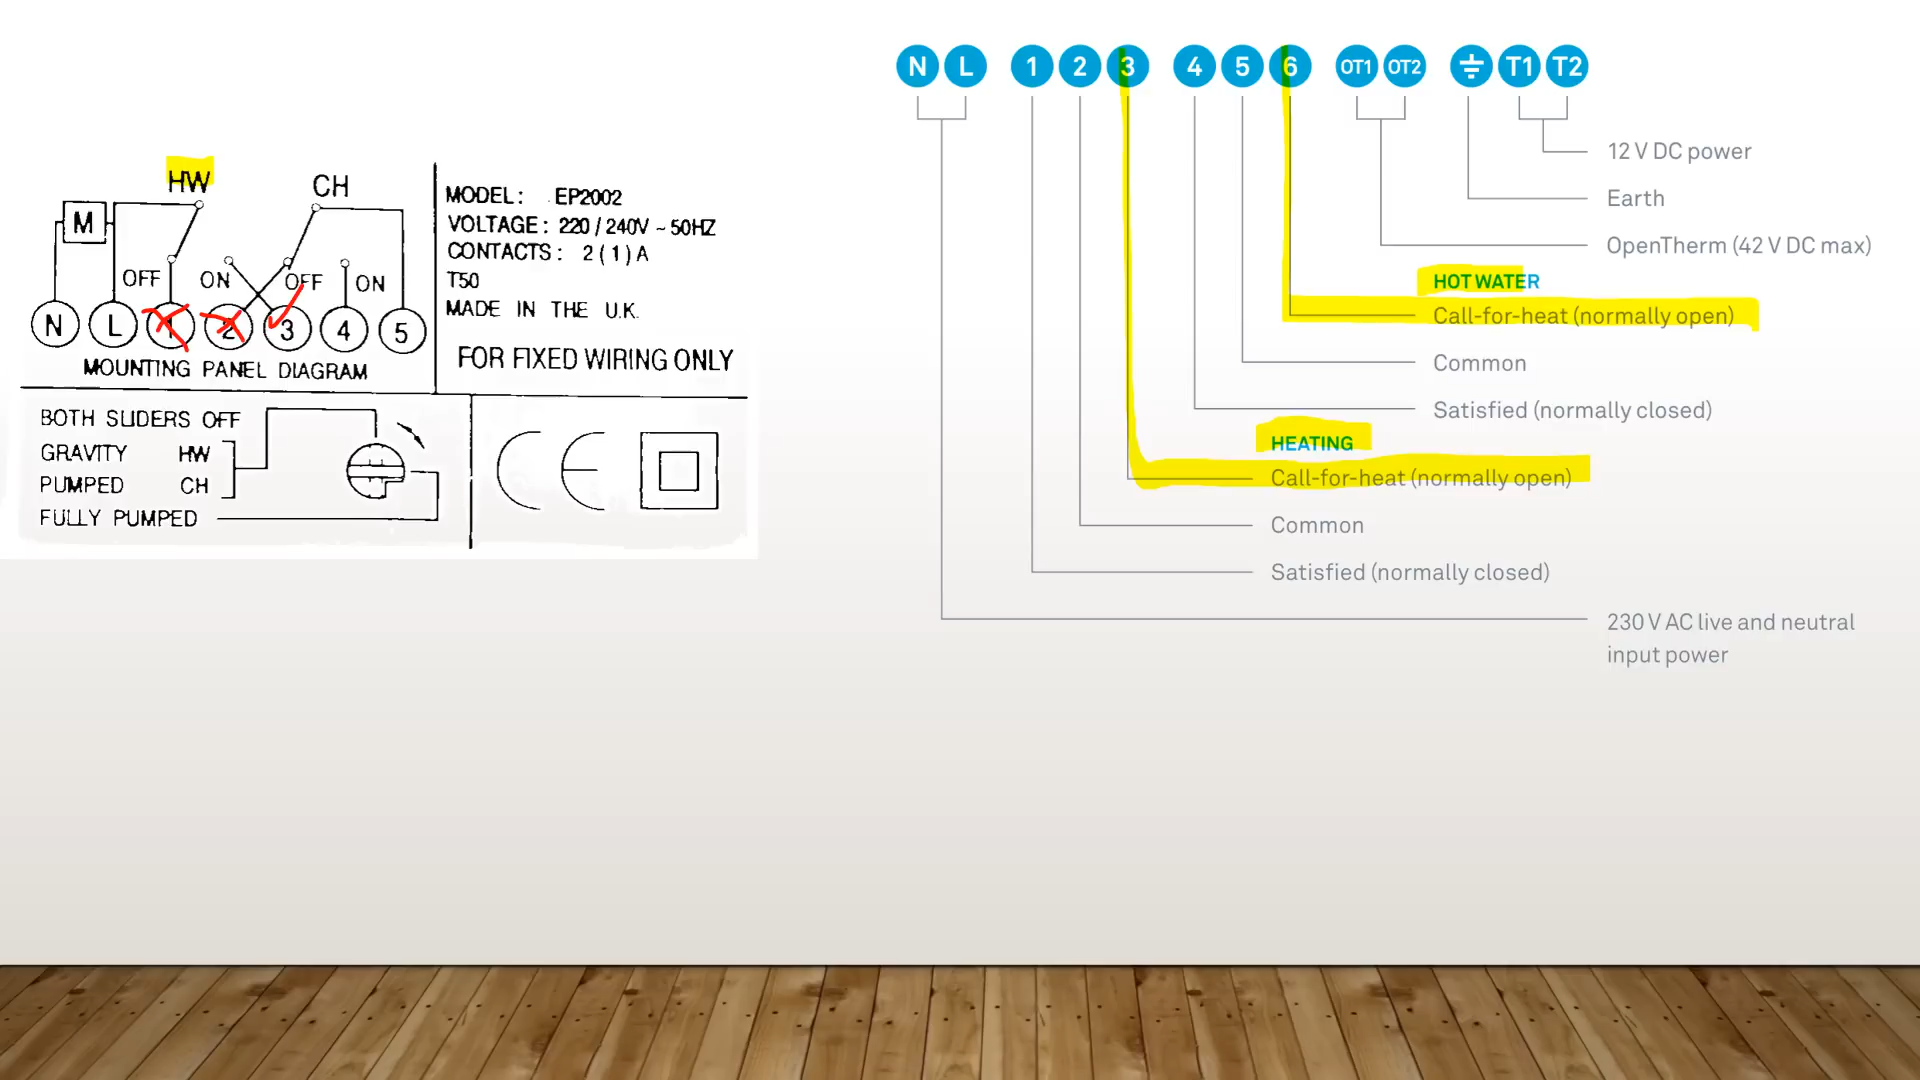 HW
CH
M
OFF
ON
OFF
ON
N
L
1
2
3
4
5
MOUNTING PANEL DIAGRAM
MODEL: EP2002
VOLTAGE: 220/240V ~ 50HZ
CONTACTS: 2(1)A
T50
MADE IN THE U.K.
FOR FIXED WIRING ONLY
BOTH SLIDERS OFF
GRAVITY HW
PUMPED CH
FULLY PUMPED
CE
N L 1 2 3 4 5 6 OT1 OT2 T1 T2
12 V DC power
Earth
OpenTherm (42 V DC max)
HOT WATER
Call-for-heat (normally open)
Common
Satisfied (normally closed)
HEATING
Call-for-heat (normally open)
Common
Satisfied (normally closed)
230 V AC live and neutral
input power